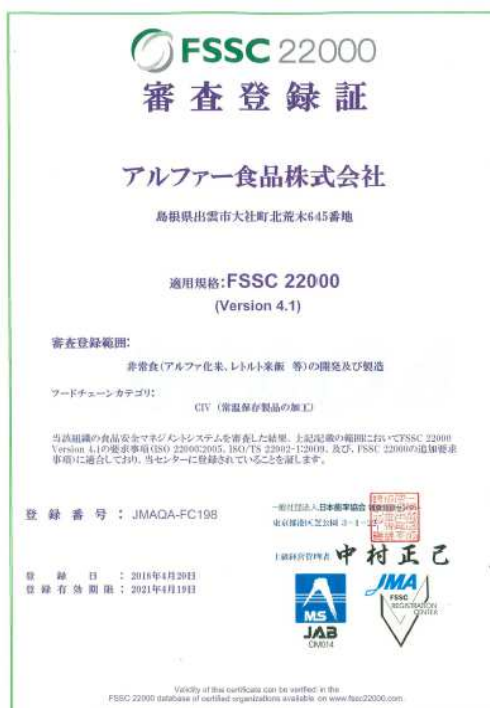 FSSC 22000
審査登録証
アルファー食品株式会社
島根県出雲市大社町北荒木645番地
適用規格:FSSC 22000
(Version 4.1)
審査登録範囲:
非常食(アルファ化米、レトルト米飯 等)の開発及び製造
フードチェーンカテゴリ:
CIV (常温保存製品の加工)
当該組織の食品安全マネジメントシステムを審査した結果、上記記載の範囲においてFSSC 22000
Version 4.1の要求事項(ISO 22000:2005、ISO/TS 22002-1:2009、及び、FSSC 22000の追加要求
事項)に適合しており、当センターに登録されていることを証します。
登録番号 : JMAQA-FC198
一般社団法人 日本能率協会
東京都港区芝公園 3-1-22
上級経営管理者 中村正己
登録日 : 2018年4月20日
登録有効期限 : 2021年4月19日
MS
JAB
CM014
JMA
FSSC
REGISTRATION
CENTER
Validity of this certificate can be verified in the
FSSC 22000 database of certified organizations available on www.fssc22000.com